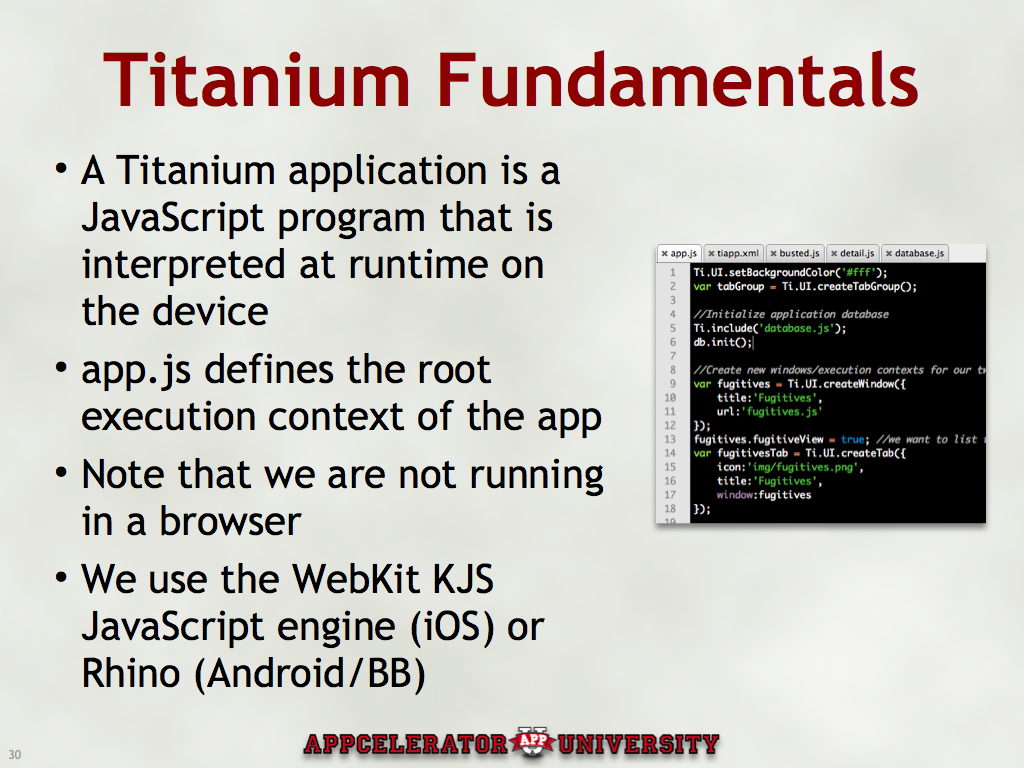 Titanium Fundamentals
• A Titanium application is a
JavaScript program that is
interpreted at runtime on
the device
• app.js defines the root
execution context of the app
• Note that we are not running
in a browser
• We use the WebKit KJS
JavaScript engine (iOS) or
Rhino (Android/BB)
app.js tiapp.xml busted.js detail.js database.js
1 Ti.UI.setBackgroundColor('#fff');
2 var tabGroup = Ti.UI.createTabGroup();
3
4 //Initialize application database
5 Ti.include('database.js');
6 db.init();
7
8 //Create new windows/execution contexts for our
9 var fugitives = Ti.UI.createWindow({
10 title:'Fugitives',
11 url:'fugitives.js'
12 });
13 fugitives.fugitiveView = true; //we want to list
14 var fugitivesTab = Ti.UI.createTab({
15 icon:'img/fugitives.png',
16 title:'Fugitives',
17 window:fugitives
18 });
19
30
APPCELERATOR U APP UNIVERSITY